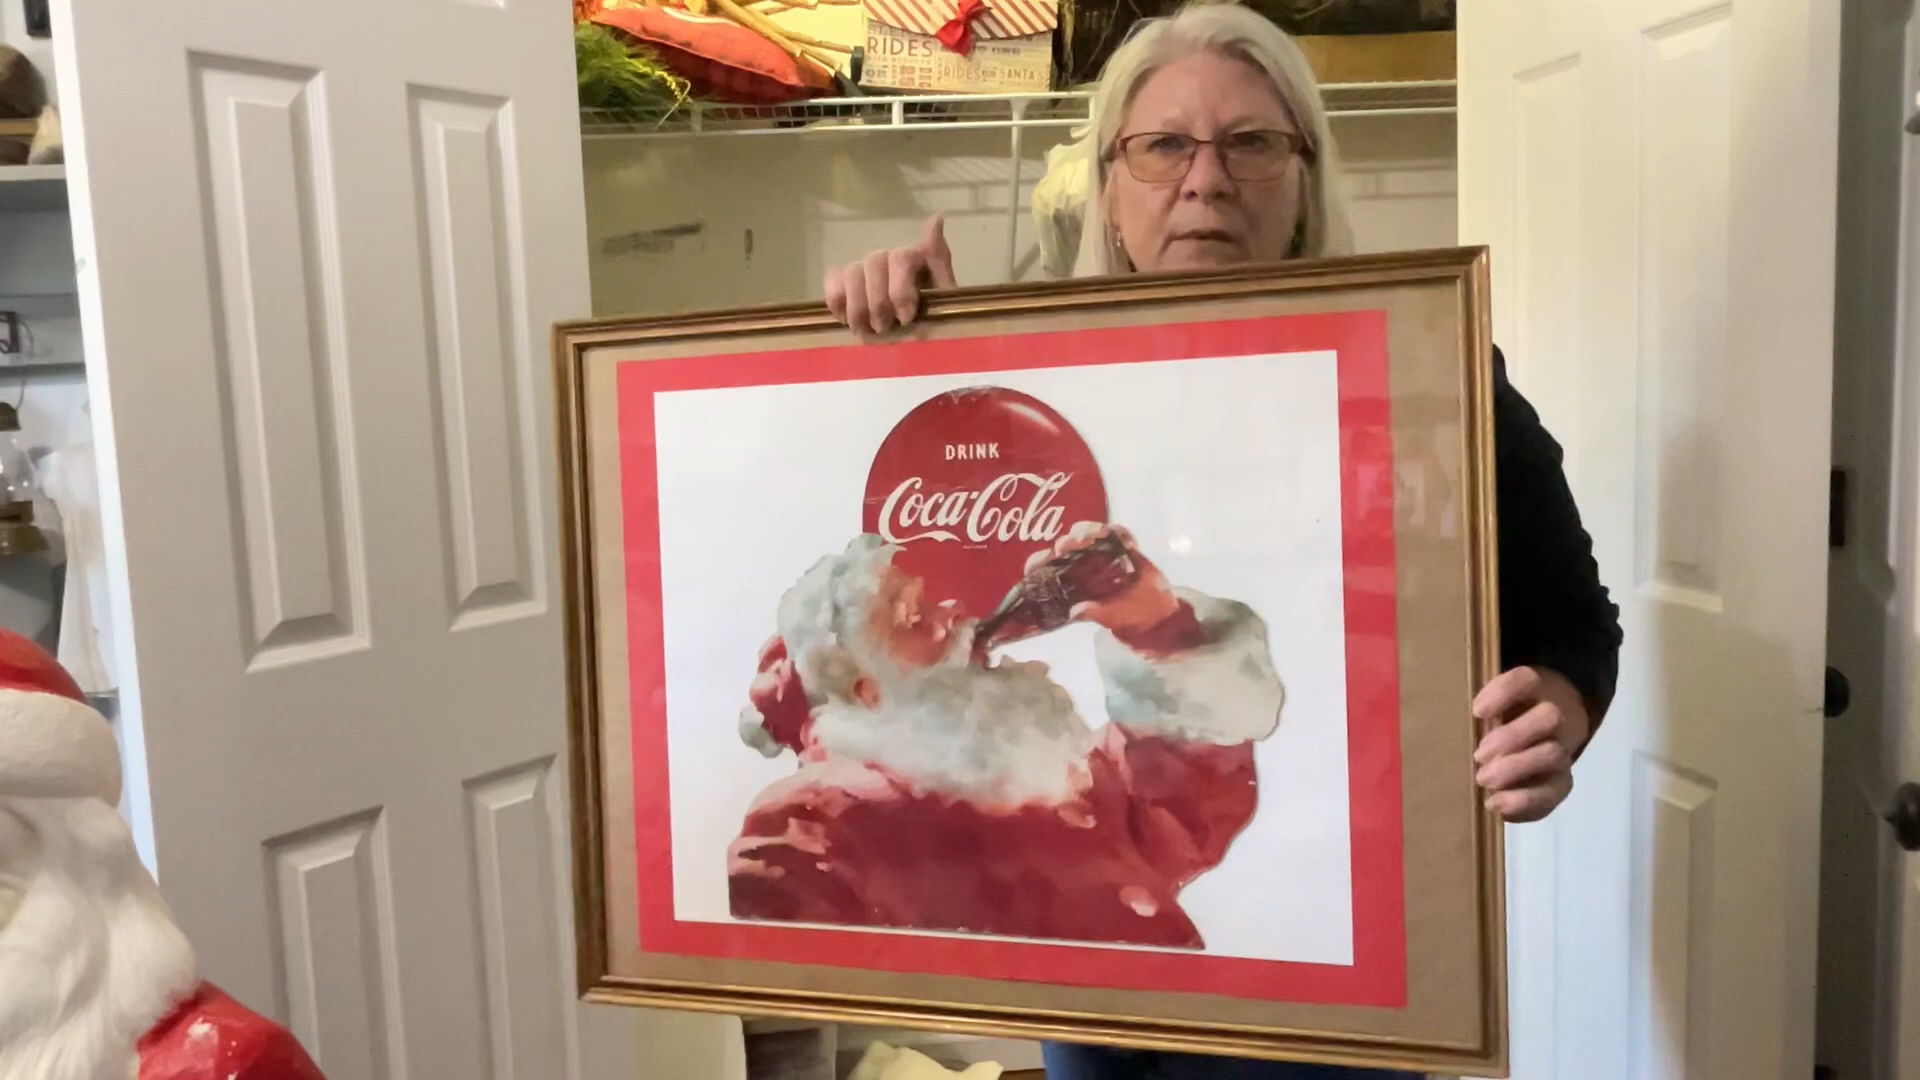 RIDES
RIDES
SANTA'S
DRINK
Coca-Cola